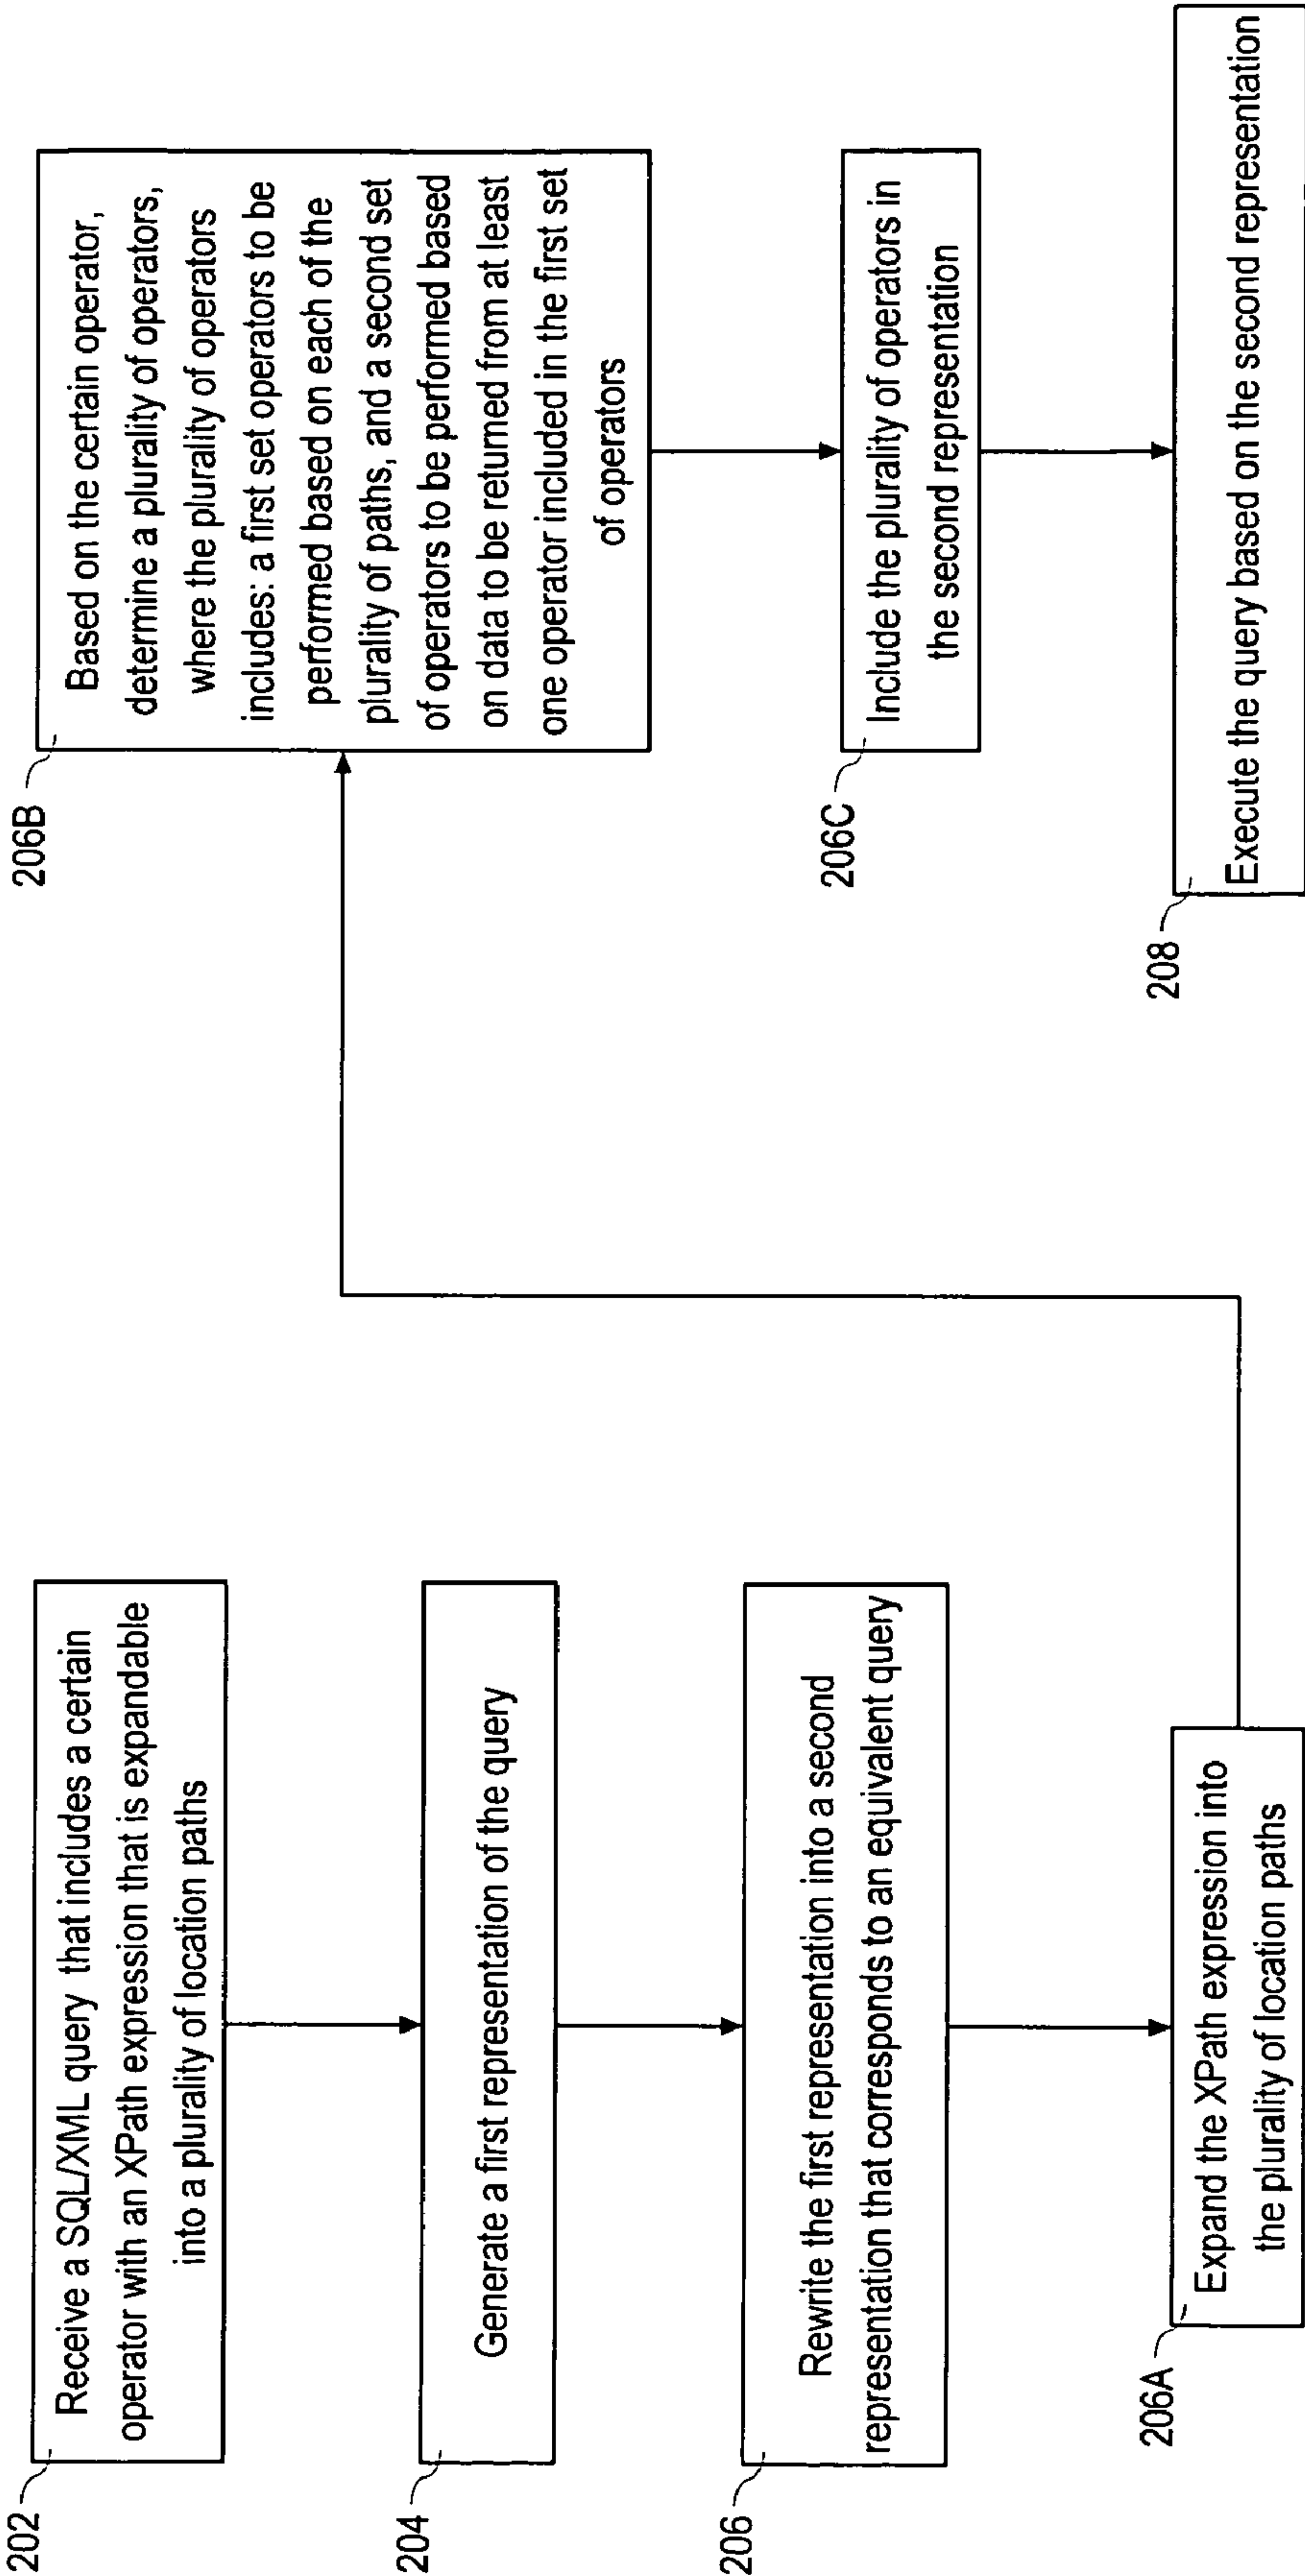 202
Receive a SQL/XML query that includes a certain
operator with an XPath expression that is expandable
into a plurality of location paths
204
Generate a first representation of the query
206
Rewrite the first representation into a second
representation that corresponds to an equivalent query
206A
Expand the XPath expression into
the plurality of location paths
206B
Based on the certain operator,
determine a plurality of operators,
where the plurality of operators
includes: a first set operators to be
performed based on each of the
plurality of paths, and a second set
of operators to be performed based
on data to be returned from at least
one operator included in the first set
of operators
206C
Include the plurality of operators in
the second representation
208
Execute the query based on the second representation